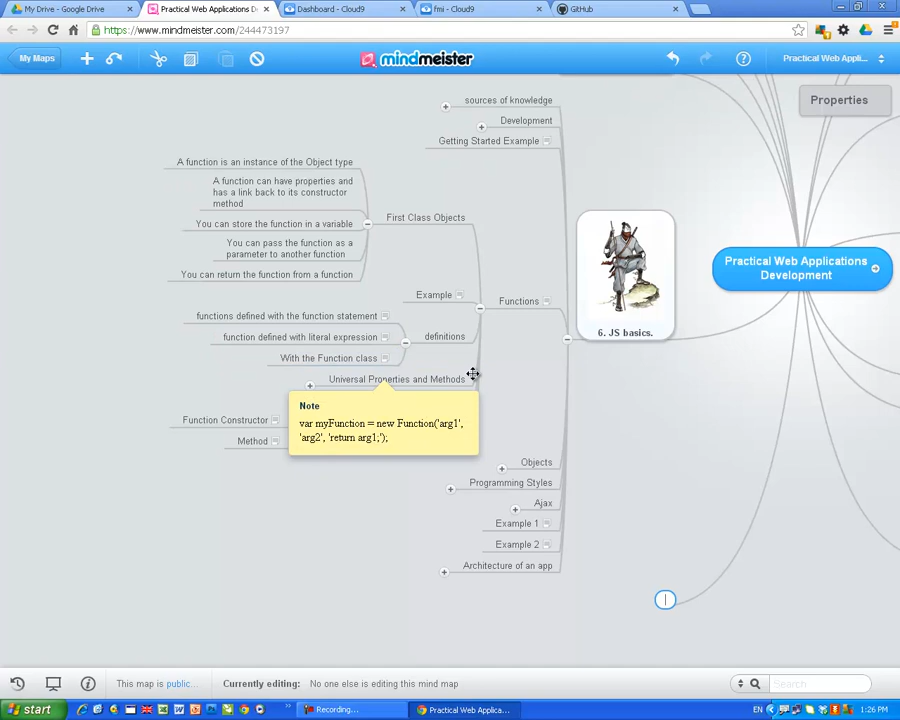 My Drive - Google Drive
Practical Web Applications D
Dashboard - Cloud9
fmi - Cloud9
GitHub
https://www.mindmeister.com/244473197
My Maps
mindmeister
Practical Web Appli...
Properties
sources of knowledge
Development
Getting Started Example
A function is an instance of the Object type
A function can have properties and
has a link back to its constructor
method
You can store the function in a variable
You can pass the function as a
parameter to another function
You can return the function from a function
First Class Objects
Example
Functions
functions defined with the function statement
function defined with literal expression
With the Function class
definitions
Universal Properties and Methods
Note
var myFunction = new Function('arg1',
'arg2', 'return arg1;');
Function Constructor
Method
Objects
Programming Styles
Ajax
Example 1
Example 2
Architecture of an app
6. JS basics.
Practical Web Applications
Development
This map is public...
Currently editing: No one else is editing this mind map
Search
start
Recording...
Practical Web Applica...
EN
1:26 PM